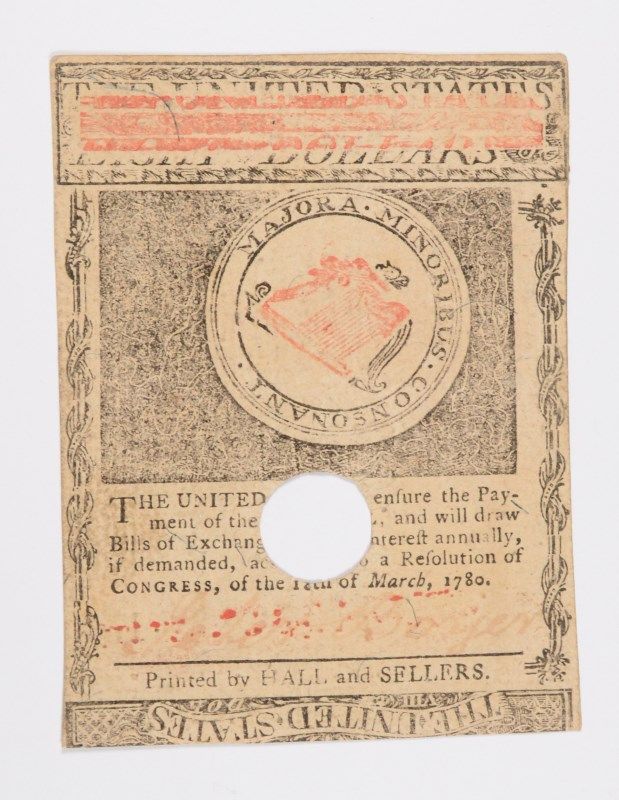 THE UNITED STATES
EIGHT DOLLARS
MAJORA · MINORIBUS · CONSONANT ·
THE UNITED enſure the Pay-
ment of the , and will draw
Bills of Exchang ntereſt annually,
if demanded, acc o a Reſolution of
CONGRESS, of the 18th of March, 1780.
Printed by HALL and SELLERS.
THE UNITED STATES